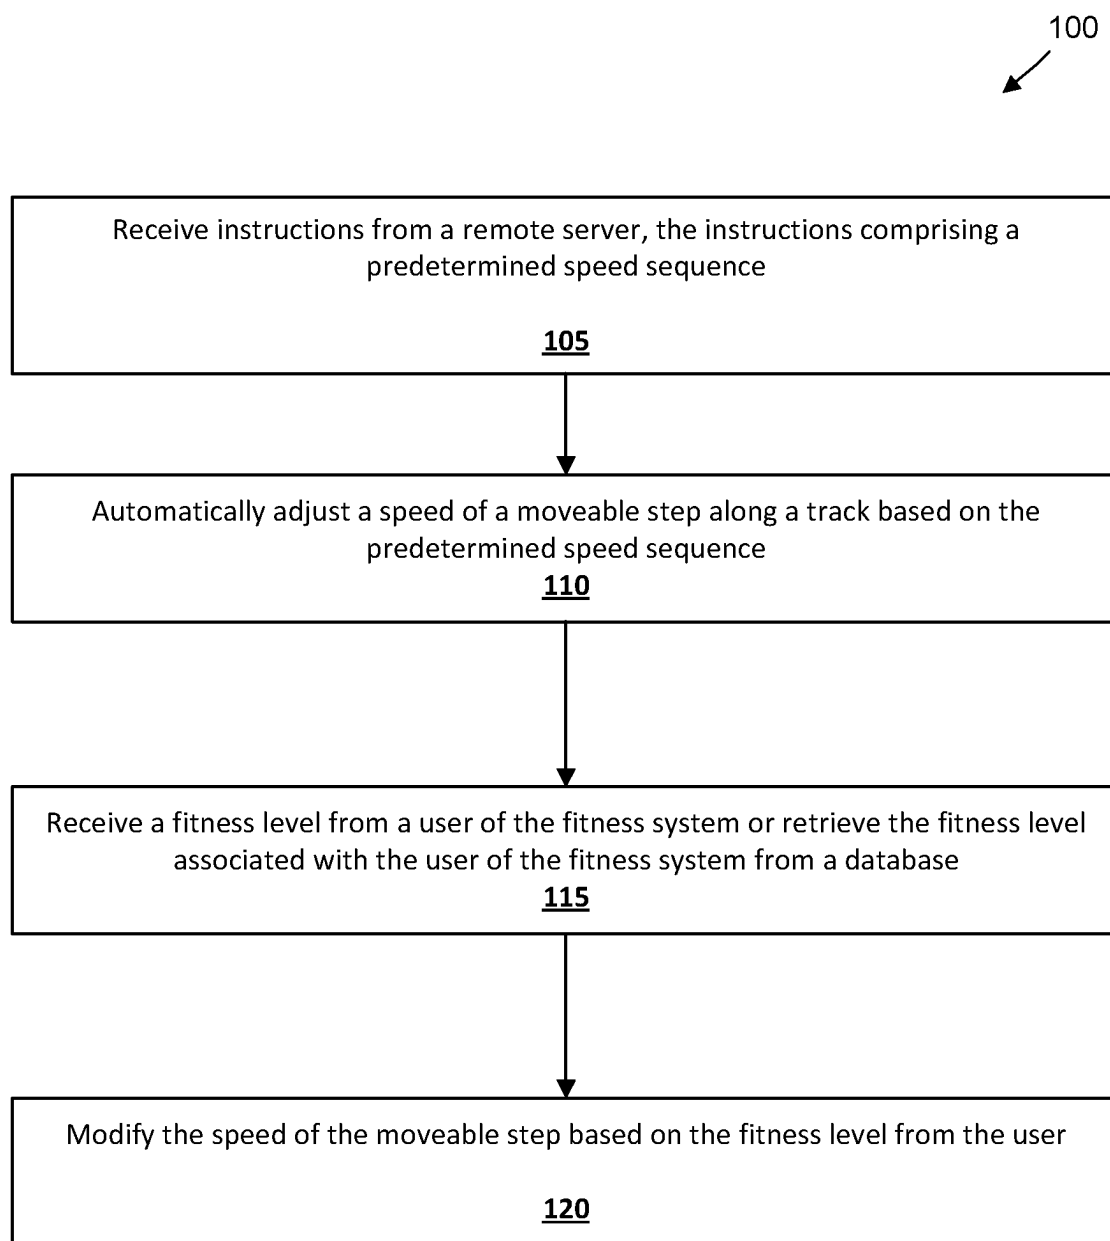 100
Receive instructions from a remote server, the instructions comprising a
predetermined speed sequence
105
Automatically adjust a speed of a moveable step along a track based on the
predetermined speed sequence
110
Receive a fitness level from a user of the fitness system or retrieve the fitness level
associated with the user of the fitness system from a database
115
Modify the speed of the moveable step based on the fitness level from the user
120